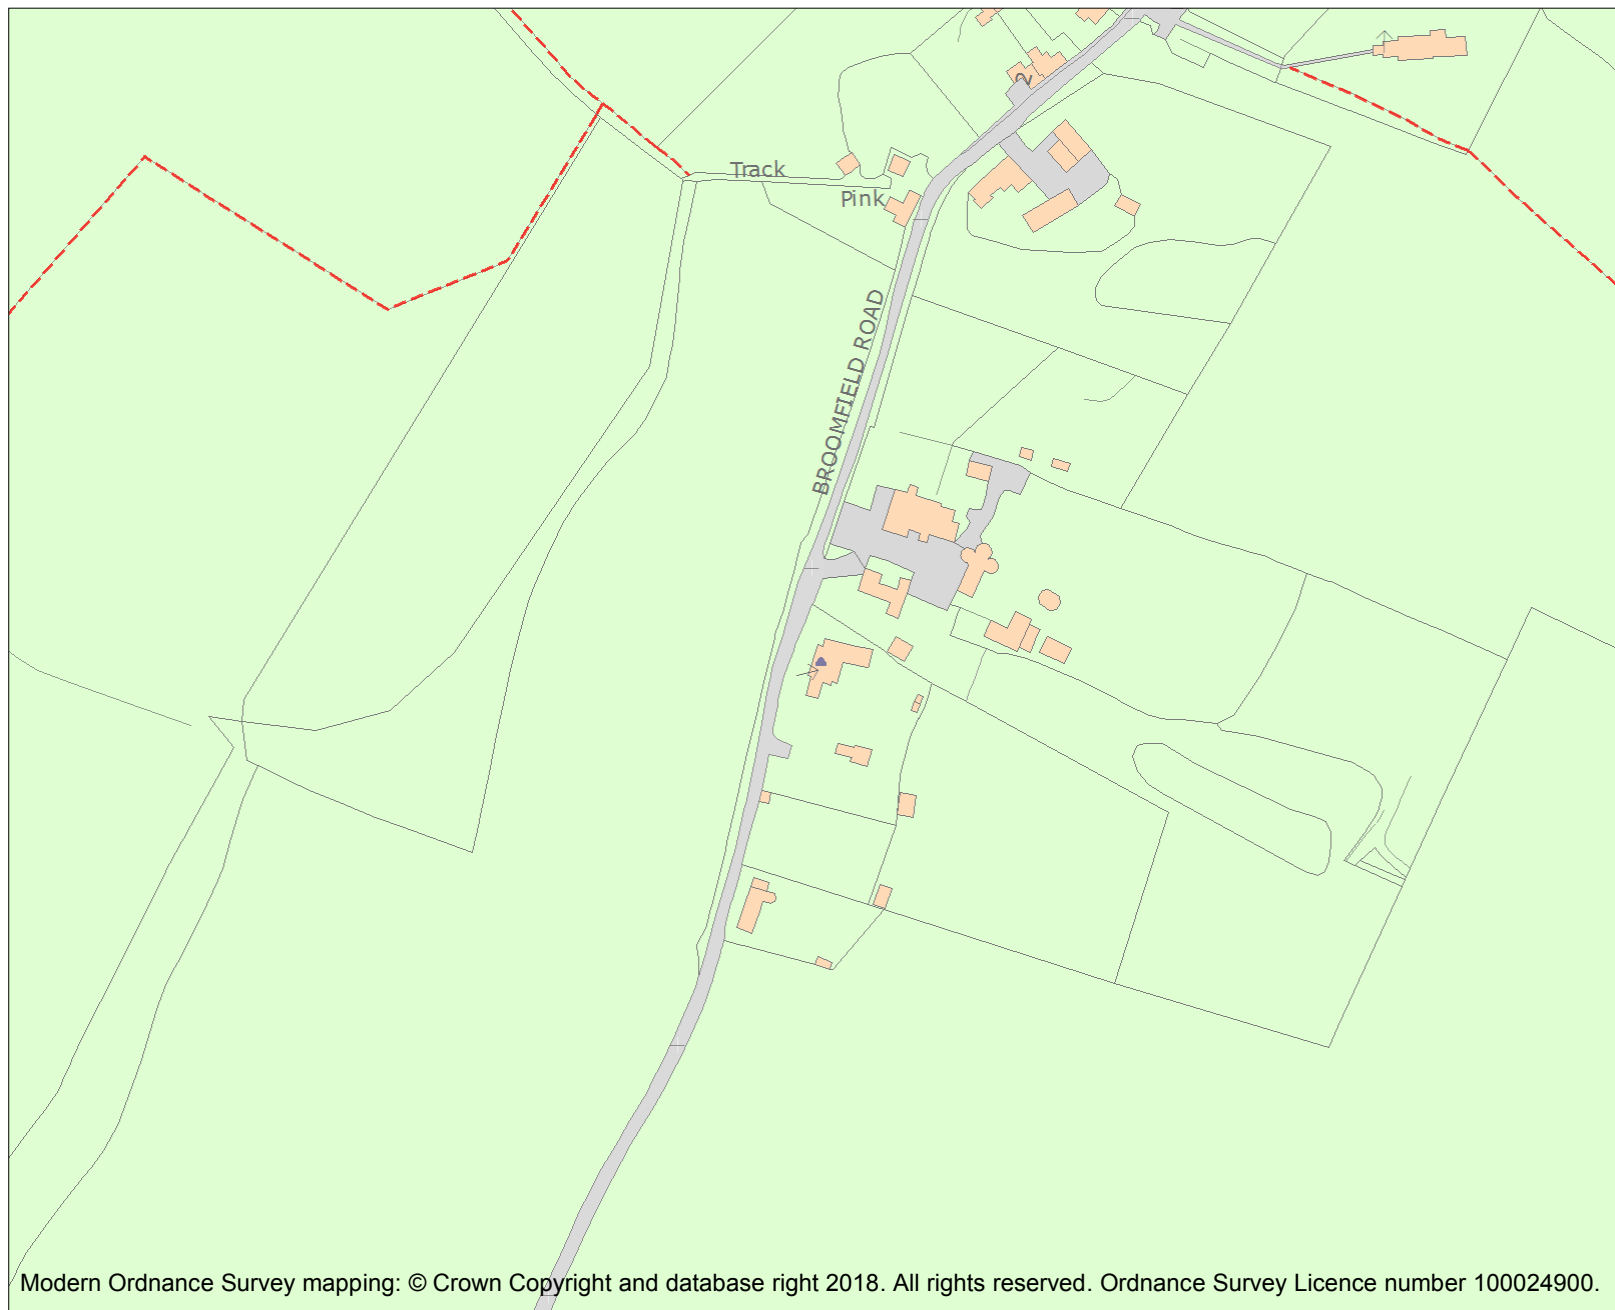 2
Track
Pink
BROOMFIELD ROAD
Modern Ordnance Survey mapping: © Crown Copyright and database right 2018. All rights reserved. Ordnance Survey Licence number 100024900.